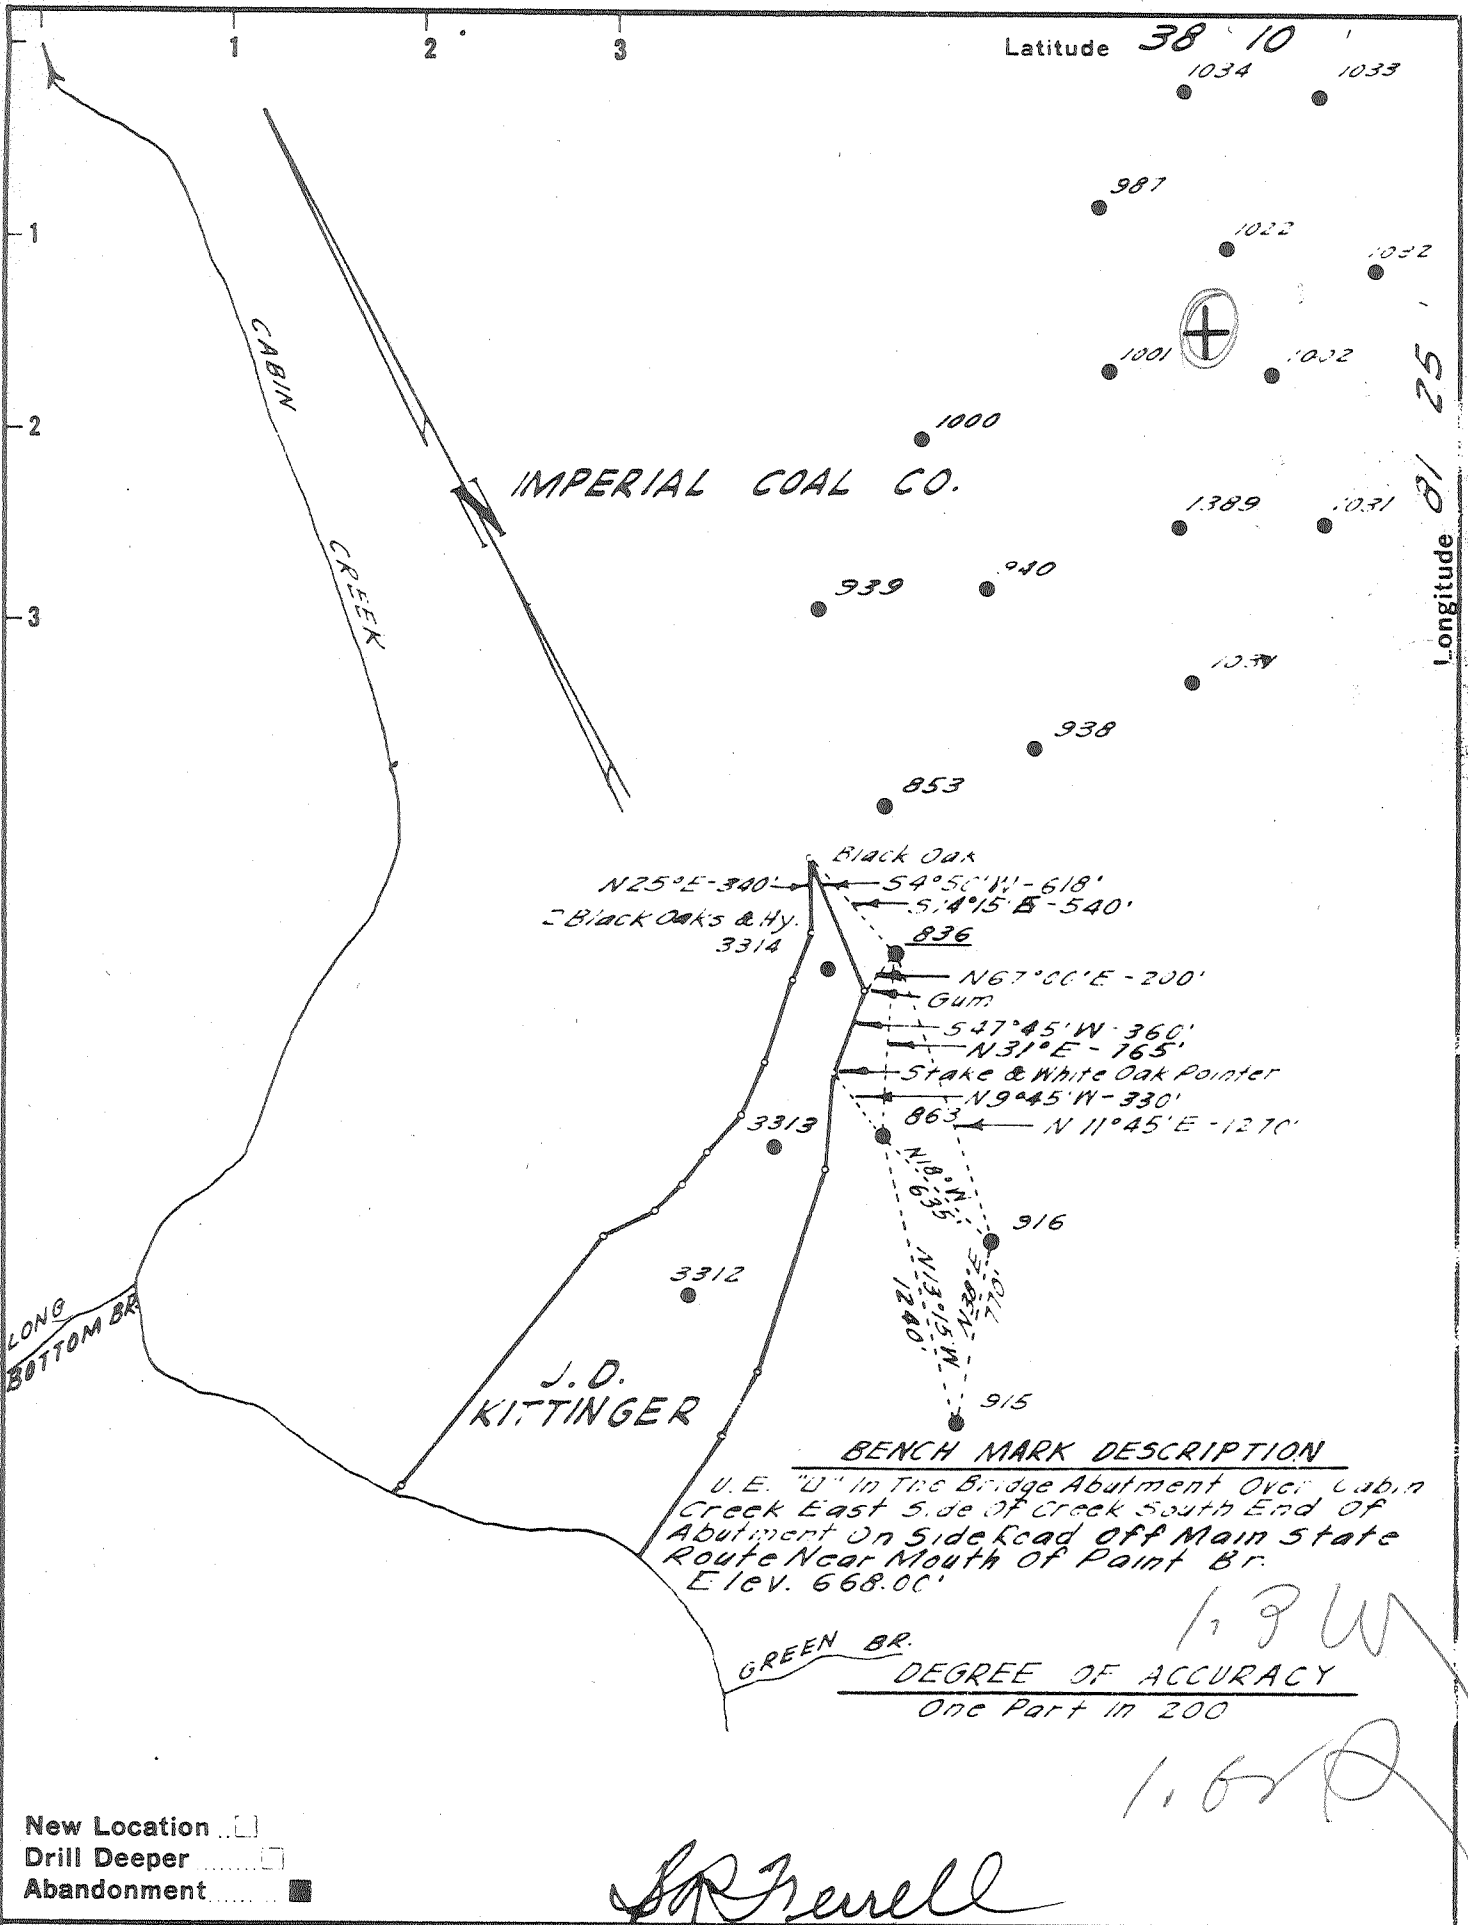 1
2
3
Latitude 38 10 '
1034
1033
987
1
1022
1032
CABIN
1001
1002
Longitude 81 25 '
2
1000
IMPERIAL COAL CO.
1389
1031
CREEK
940
939
3
938
853
Black Oak
N25°E-340'
S4°50'W-618'
S14°15'E-540'
2 Black Oaks & Hy.
3314
836
N67°00'E-200'
Gum
S47°45'W-360'
N31°E-765'
Stake & White Oak Pointer
N9°45'W-330'
863
N11°45'E-1270'
3313
N18°W
635'
916
3312
N13°15'W
1240'
N38°E
770'
LONG
BOTTOM BR.
J.D.
KITTINGER
915
BENCH MARK DESCRIPTION
U.E. "U" In The Bridge Abutment Over Cabin
Creek East Side Of Creek South End Of
Abutment On Side Road Off Main State
Route Near Mouth Of Paint Br.
Elev. 668.00'
1.3 W
GREEN BR.
DEGREE OF ACCURACY
One Part in 200
New Location
Drill Deeper
Abandonment